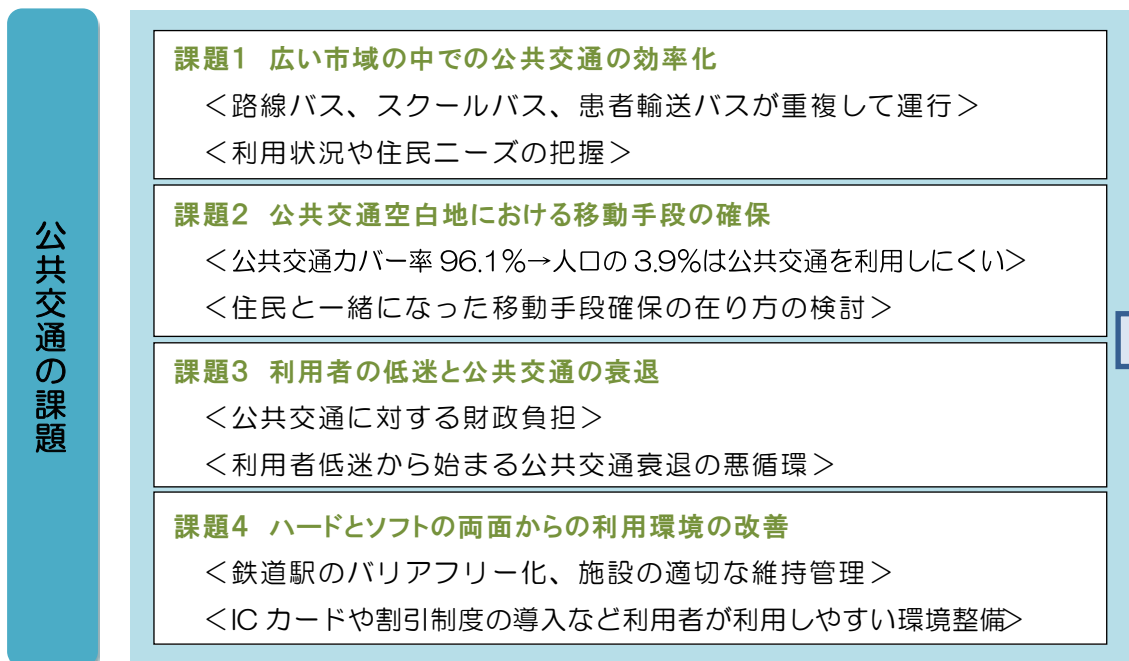 公共交通の課題
課題1 広い市域の中での公共交通の効率化
＜路線バス、スクールバス、患者輸送バスが重複して運行＞
＜利用状況や住民ニーズの把握＞
課題2 公共交通空白地における移動手段の確保
＜公共交通カバー率 96.1%→人口の 3.9%は公共交通を利用しにくい＞
＜住民と一緒になった移動手段確保の在り方の検討＞
課題3 利用者の低迷と公共交通の衰退
＜公共交通に対する財政負担＞
＜利用者低迷から始まる公共交通衰退の悪循環＞
課題4 ハードとソフトの両面からの利用環境の改善
＜鉄道駅のバリアフリー化、施設の適切な維持管理＞
＜IC カードや割引制度の導入など利用者が利用しやすい環境整備＞